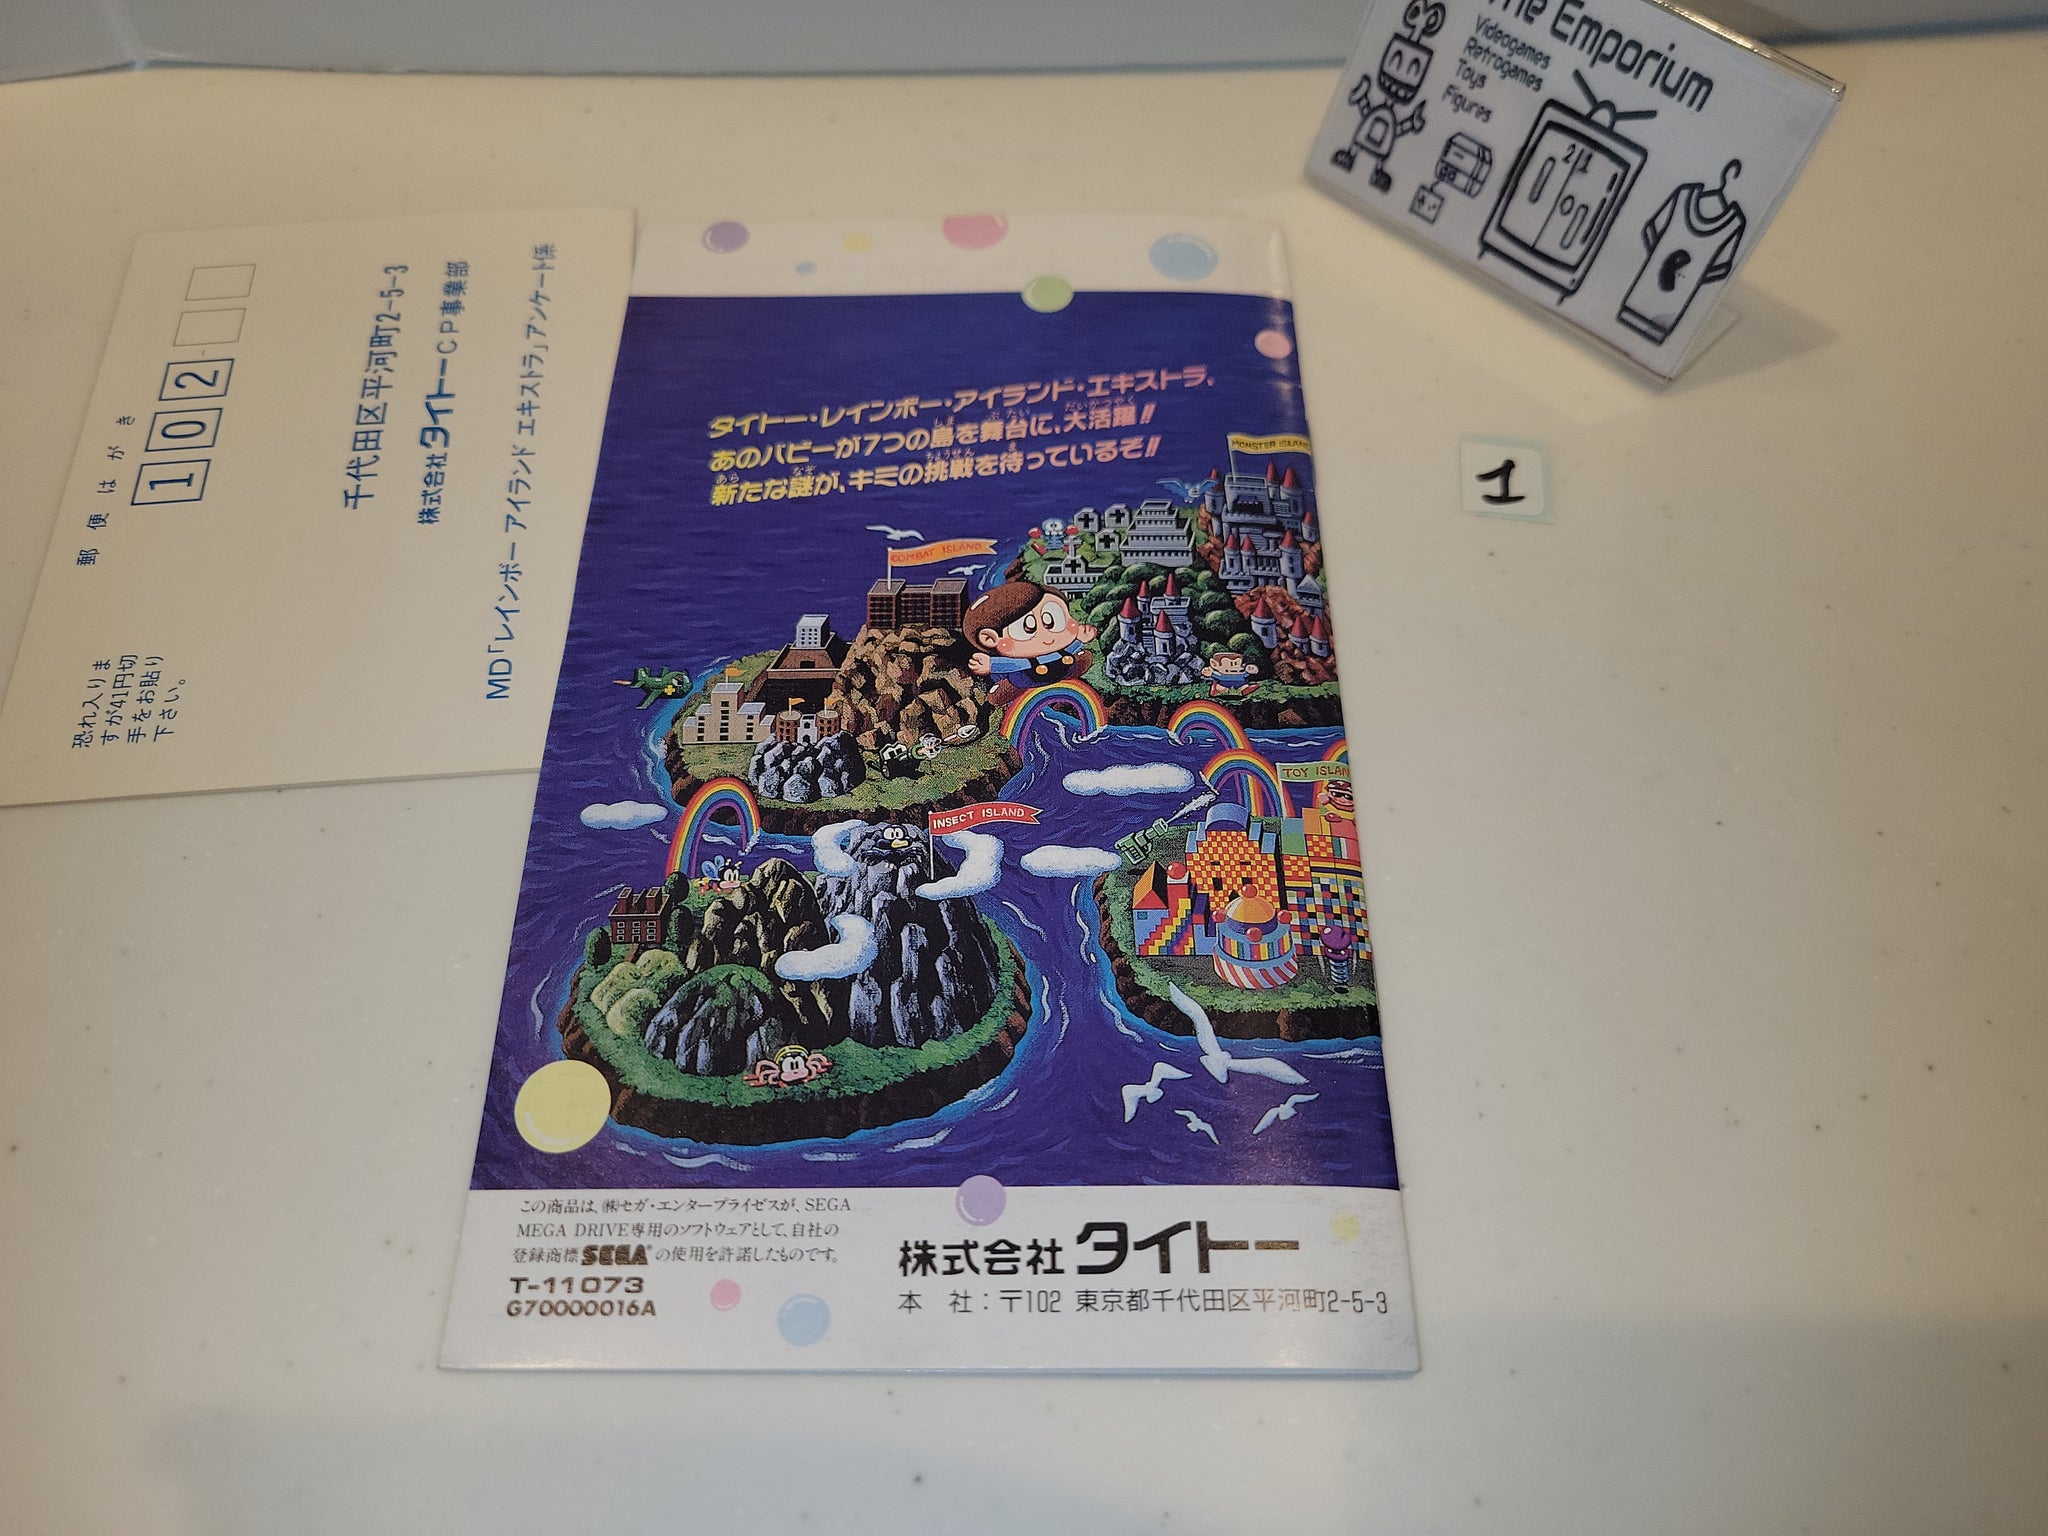 The Emporium
Videogames
Retrogames
Toys
Figures
21
1
郵便はがき
102
千代田区平河町2-5-3
株式会社タイトーCP事業部
MD「レインボー アイランド エキストラ」アンケート係
恐れ入りま
すが41円切
手をお貼り
下さい。
タイトー・レインボー・アイランド・エキストラ。
あのバビーが7つの島を舞台に、大活躍!!
新たな謎が、キミの挑戦を待っているぞ!!
MONSTER ISLAND
COMBAT ISLAND
TOY ISLAN
INSECT ISLAND
この商品は、㈱セガ・エンタープライゼスが、SEGA
MEGA DRIVE専用のソフトウェアとして、自社の
登録商標SEGA®の使用を許諾したものです。
T-11073
G70000016A
株式会社タイトー
本 社:〒102 東京都千代田区平河町2-5-3